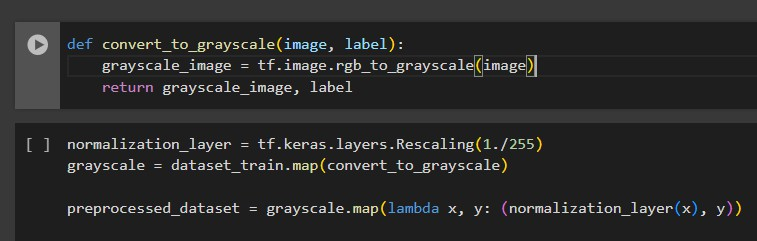 def convert_to_grayscale(image, label):
    grayscale_image = tf.image.rgb_to_grayscale(image)
    return grayscale_image, label
[ ] normalization_layer = tf.keras.layers.Rescaling(1./255)
grayscale = dataset_train.map(convert_to_grayscale)
preprocessed_dataset = grayscale.map(lambda x, y: (normalization_layer(x), y))